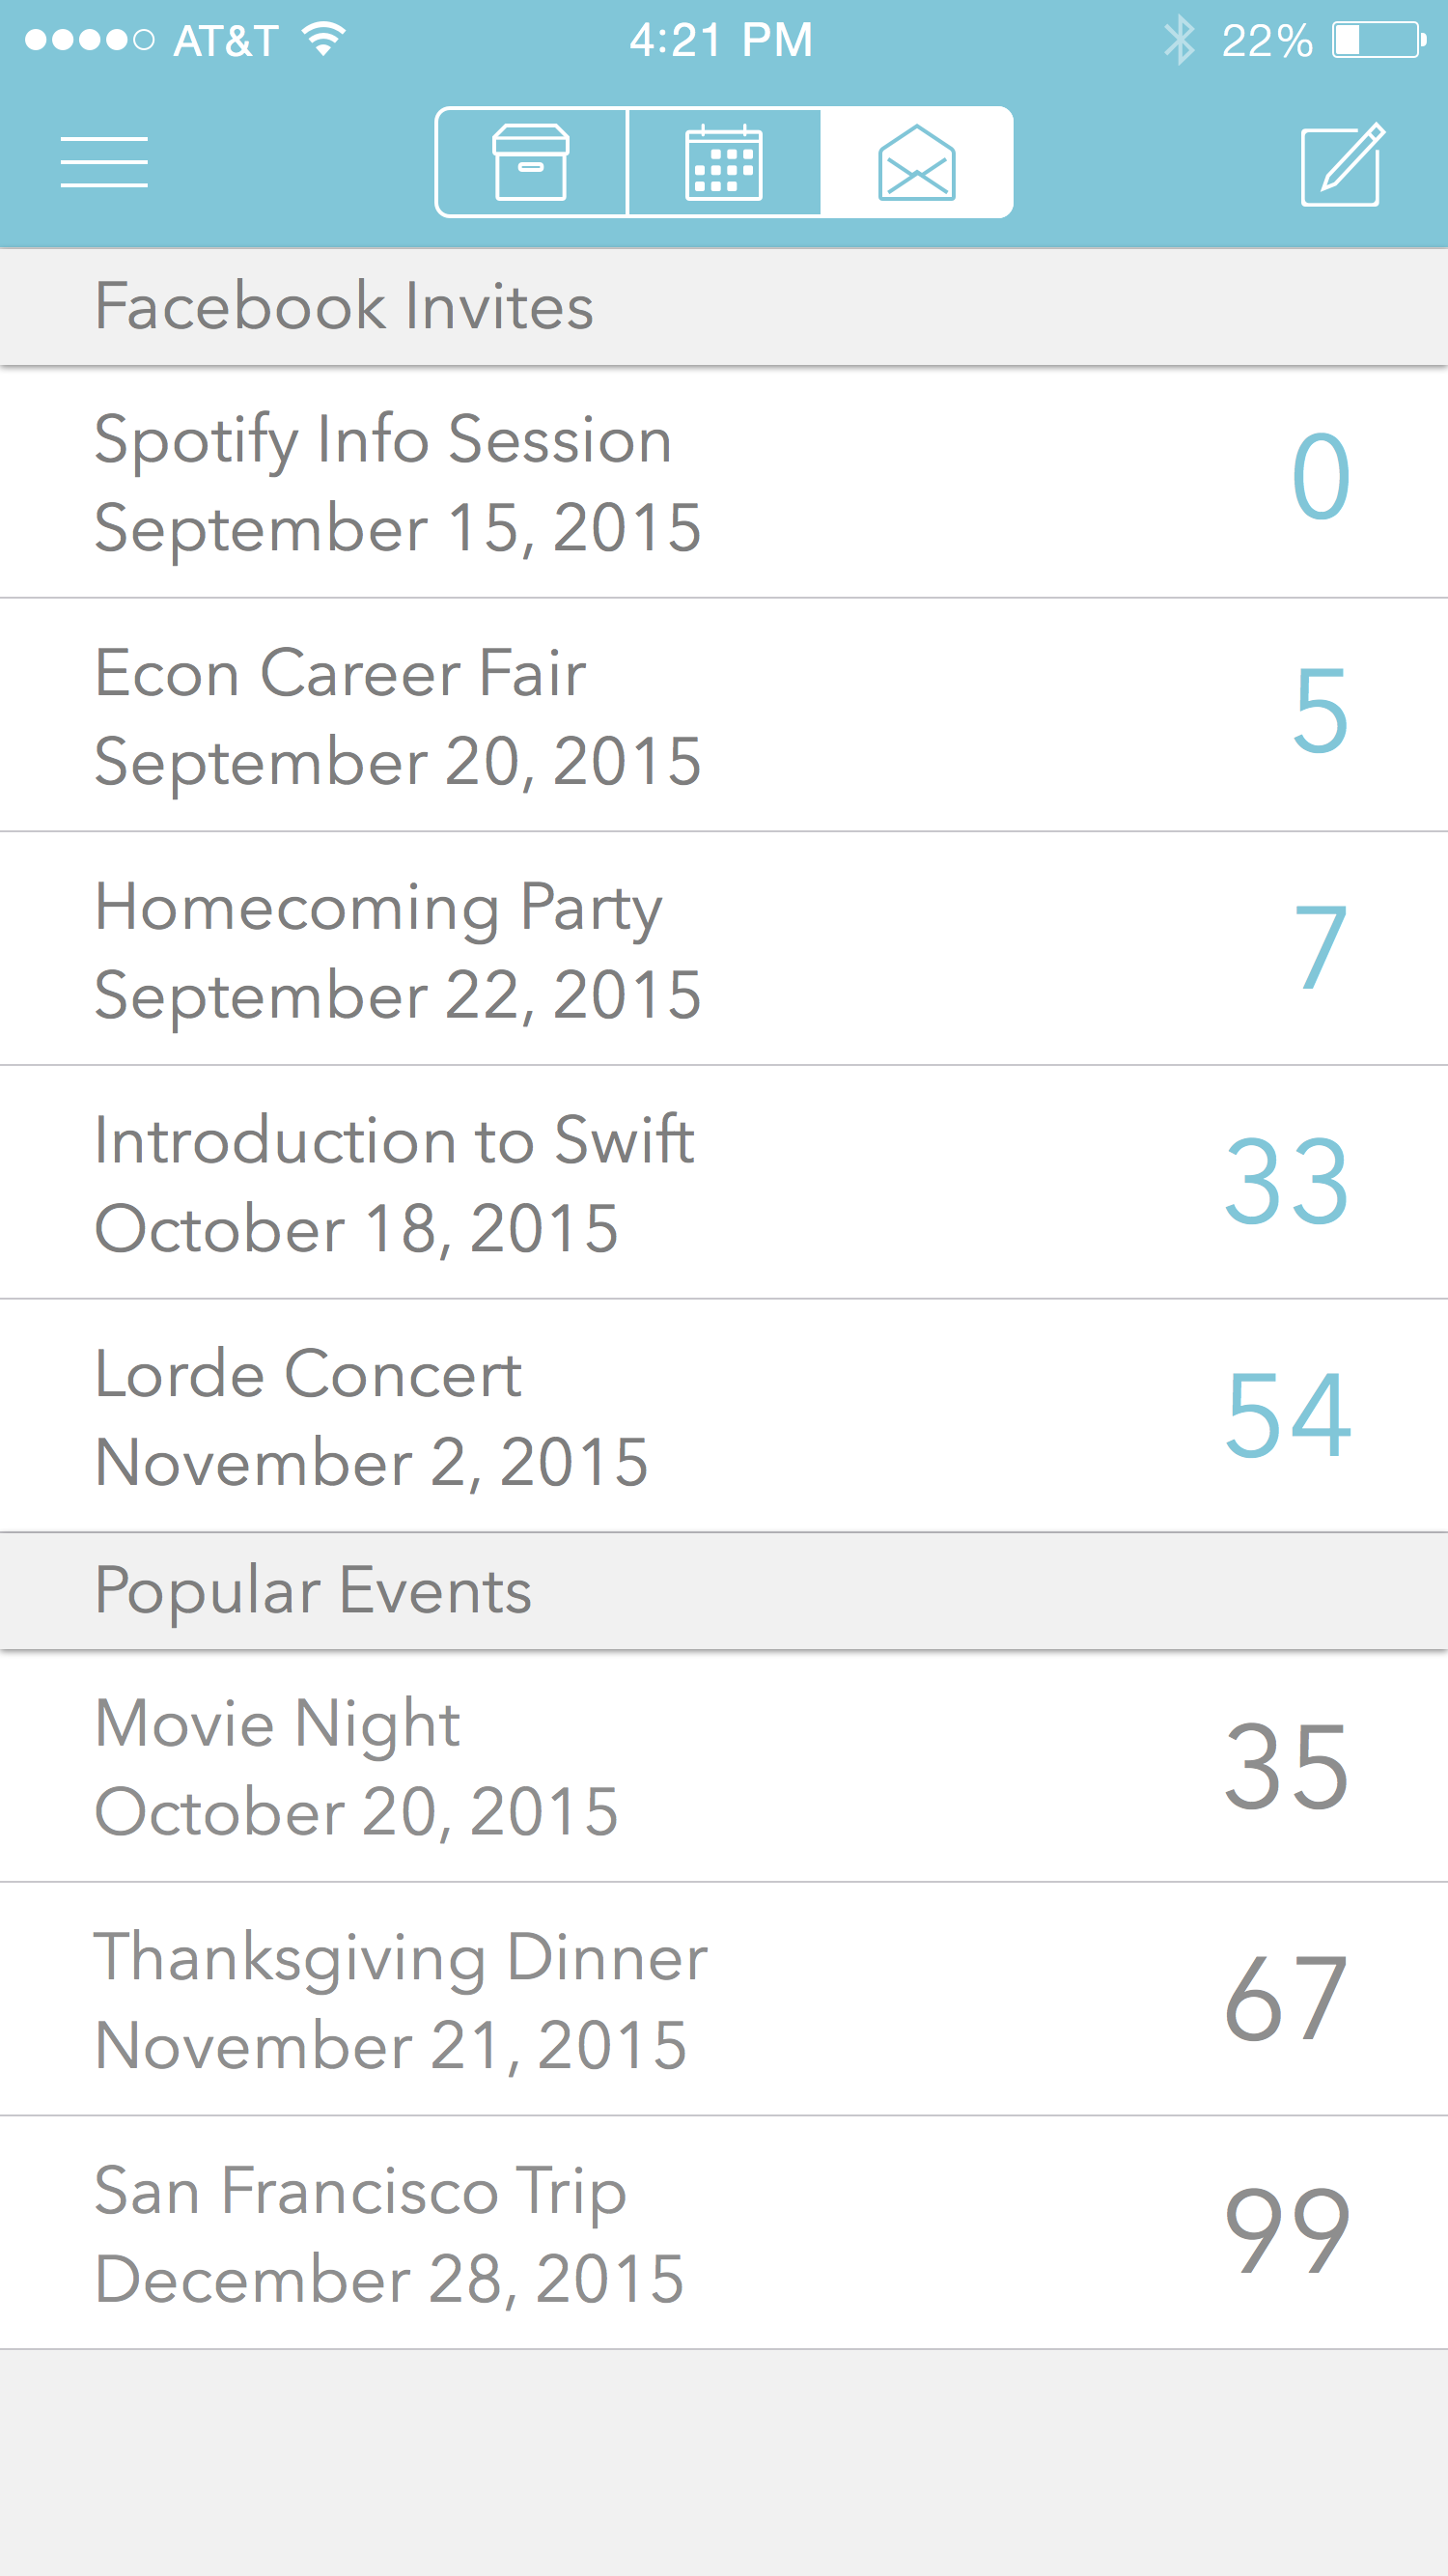 AT&T 4:21 PM 22%
Facebook Invites
Spotify Info Session
September 15, 2015
0
Econ Career Fair
September 20, 2015
5
Homecoming Party
September 22, 2015
7
Introduction to Swift
October 18, 2015
33
Lorde Concert
November 2, 2015
54
Popular Events
Movie Night
October 20, 2015
35
Thanksgiving Dinner
November 21, 2015
67
San Francisco Trip
December 28, 2015
99